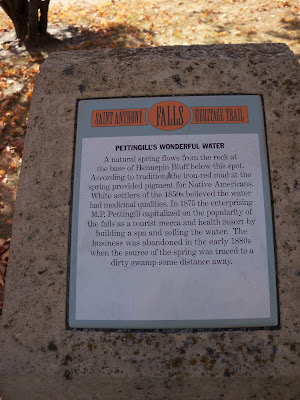 SAINT ANTHONY FALLS HERITAGE TRAIL
PETTINGILL'S WONDERFUL WATER
A natural spring flows from the rock at
the base of Hennepin Bluff below this spot.
According to tradition the iron-red mud at the
spring provided pigment for Native Americans.
White settlers of the 1850s believed the water
had medicinal qualities. In 1875 the enterprising
M.P. Pettingill capitalized on the popularity of
the falls as a tourist mecca and health resort by
building a spa and selling the water. The
business was abandoned in the early 1880s
when the source of the spring was traced to a
dirty swamp some distance away.